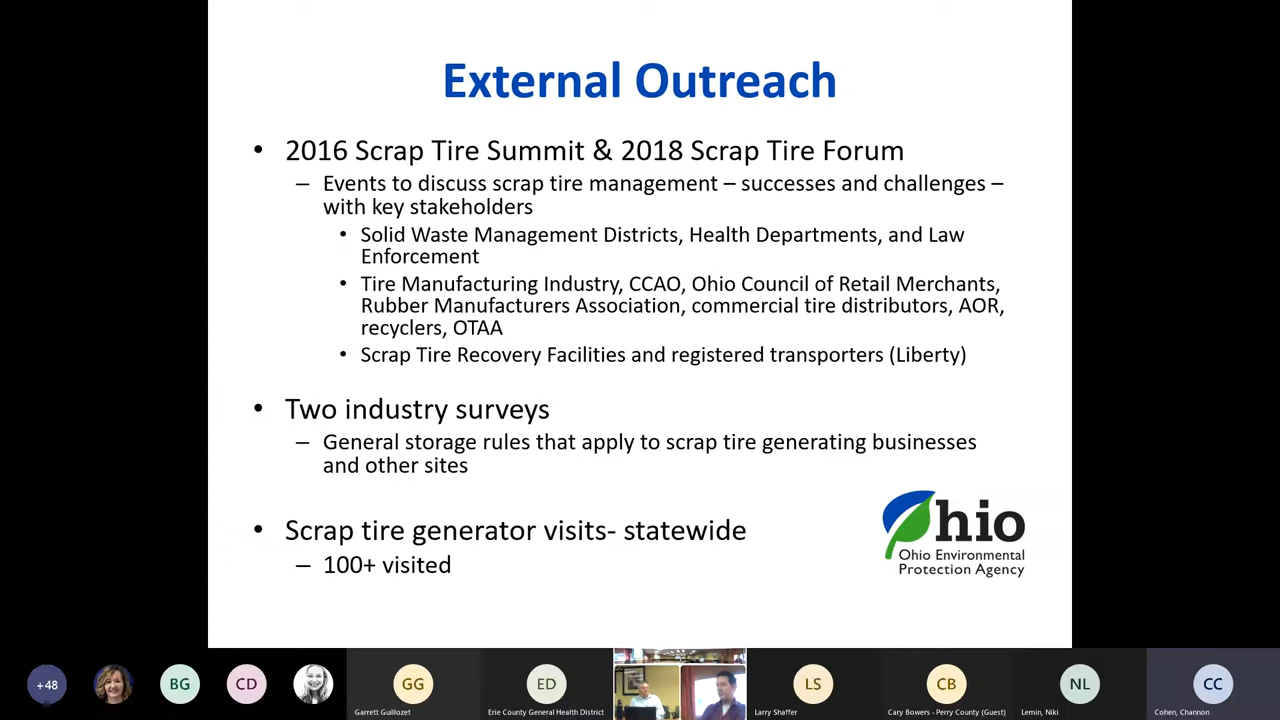 External Outreach
• 2016 Scrap Tire Summit & 2018 Scrap Tire Forum
– Events to discuss scrap tire management – successes and challenges –
with key stakeholders
• Solid Waste Management Districts, Health Departments, and Law
Enforcement
• Tire Manufacturing Industry, CCAO, Ohio Council of Retail Merchants,
Rubber Manufacturers Association, commercial tire distributors, AOR,
recyclers, OTAA
• Scrap Tire Recovery Facilities and registered transporters (Liberty)
• Two industry surveys
– General storage rules that apply to scrap tire generating businesses
and other sites
• Scrap tire generator visits- statewide
– 100+ visited
Ohio
Ohio Environmental
Protection Agency
+48
BG
CD
GG
Garrett Guillozet
ED
Erie County General Health District
LS
Larry Shaffer
CB
Cary Bowers - Perry County (Guest)
NL
Lemin, Niki
CC
Cohen, Channon